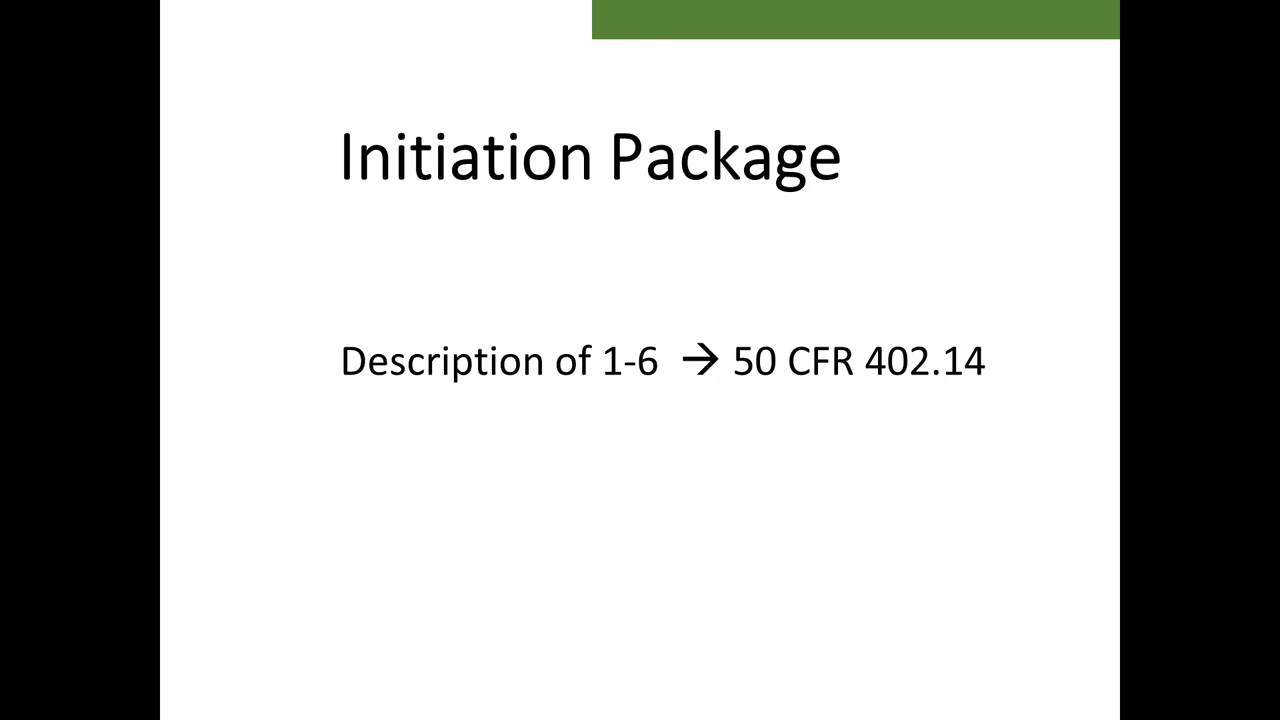 Initiation Package
Description of 1-6 → 50 CFR 402.14